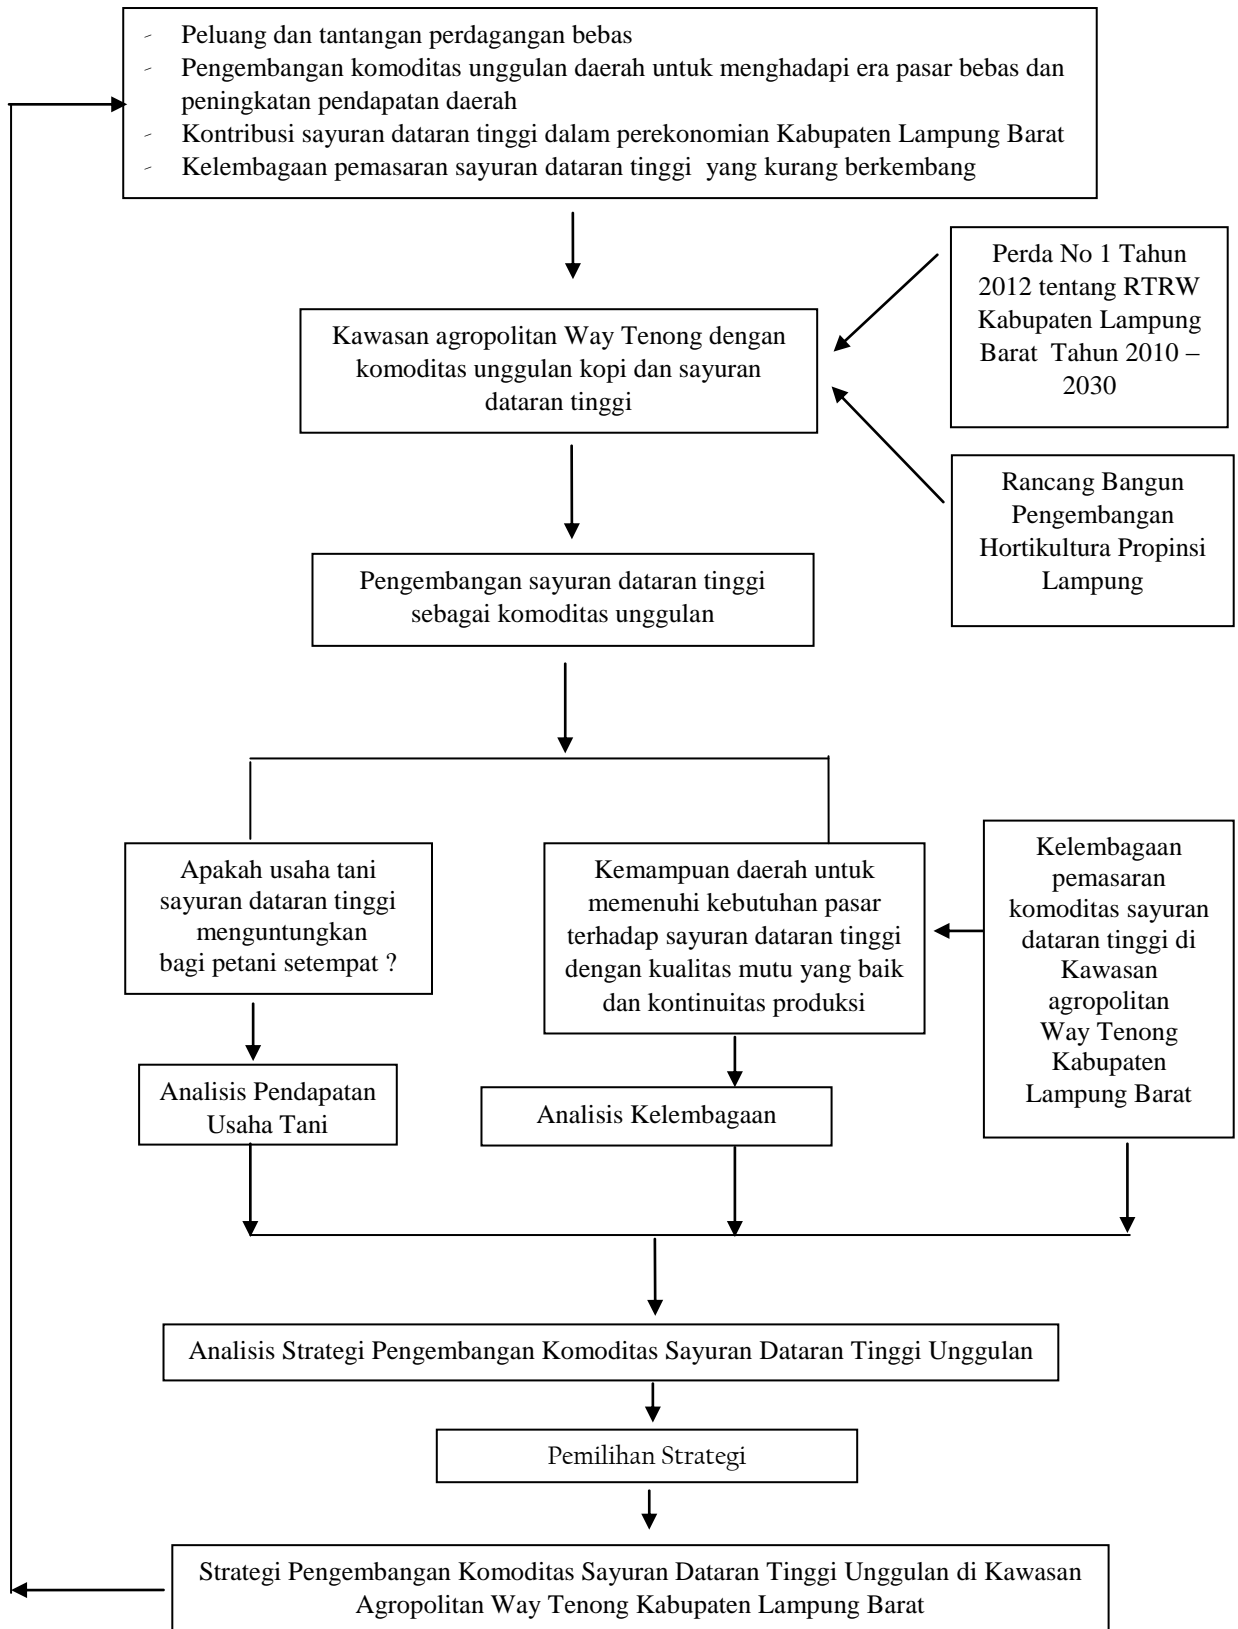 - Peluang dan tantangan perdagangan bebas
- Pengembangan komoditas unggulan daerah untuk menghadapi era pasar bebas dan
peningkatan pendapatan daerah
- Kontribusi sayuran dataran tinggi dalam perekonomian Kabupaten Lampung Barat
- Kelembagaan pemasaran sayuran dataran tinggi yang kurang berkembang
Perda No 1 Tahun
2012 tentang RTRW
Kabupaten Lampung
Barat Tahun 2010 –
2030
Kawasan agropolitan Way Tenong dengan
komoditas unggulan kopi dan sayuran
dataran tinggi
Rancang Bangun
Pengembangan
Hortikultura Propinsi
Lampung
Pengembangan sayuran dataran tinggi
sebagai komoditas unggulan
Apakah usaha tani
sayuran dataran tinggi
menguntungkan
bagi petani setempat ?
Kemampuan daerah untuk
memenuhi kebutuhan pasar
terhadap sayuran dataran tinggi
dengan kualitas mutu yang baik
dan kontinuitas produksi
Kelembagaan
pemasaran
komoditas sayuran
dataran tinggi di
Kawasan
agropolitan
Way Tenong
Kabupaten
Lampung Barat
Analisis Pendapatan
Usaha Tani
Analisis Kelembagaan
Analisis Strategi Pengembangan Komoditas Sayuran Dataran Tinggi Unggulan
Pemilihan Strategi
Strategi Pengembangan Komoditas Sayuran Dataran Tinggi Unggulan di Kawasan
Agropolitan Way Tenong Kabupaten Lampung Barat